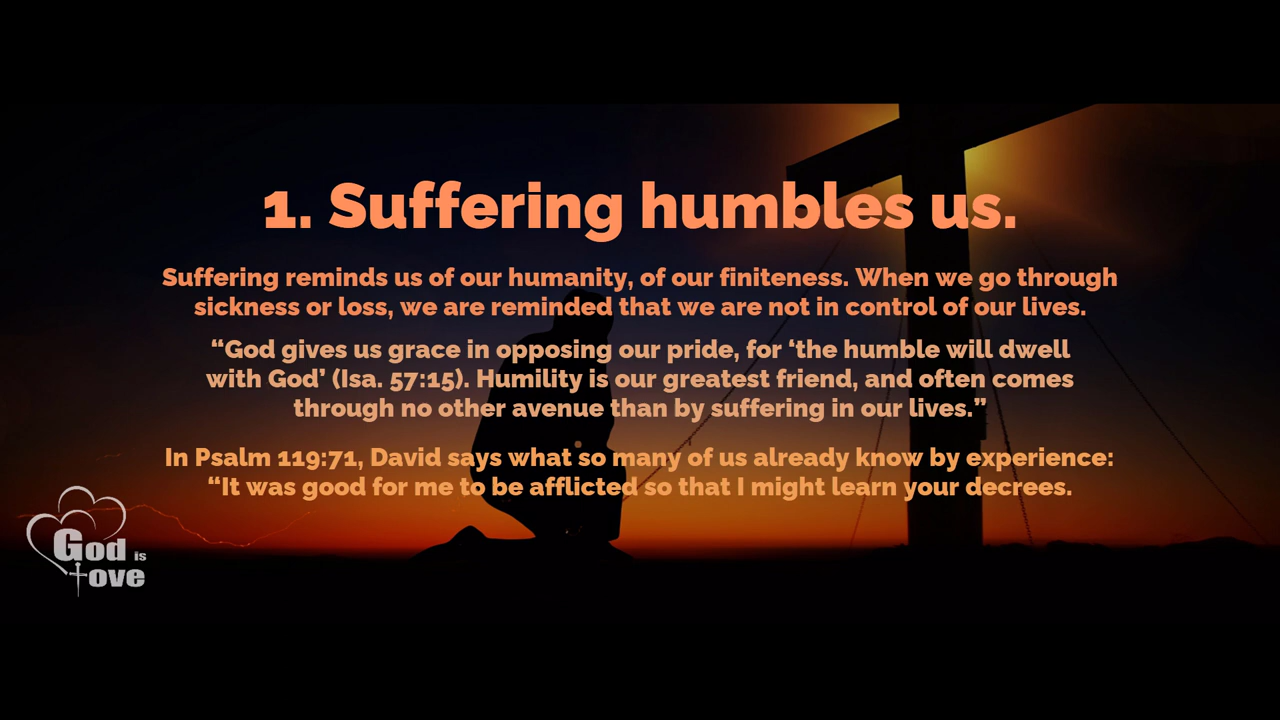 1. Suffering humbles us.
Suffering reminds us of our humanity, of our finiteness. When we go through
sickness or loss, we are reminded that we are not in control of our lives.
“God gives us grace in opposing our pride, for ‘the humble will dwell
with God’ (Isa. 57:15). Humility is our greatest friend, and often comes
through no other avenue than by suffering in our lives.”
In Psalm 119:71, David says what so many of us already know by experience:
“It was good for me to be afflicted so that I might learn your decrees.
God is
ove